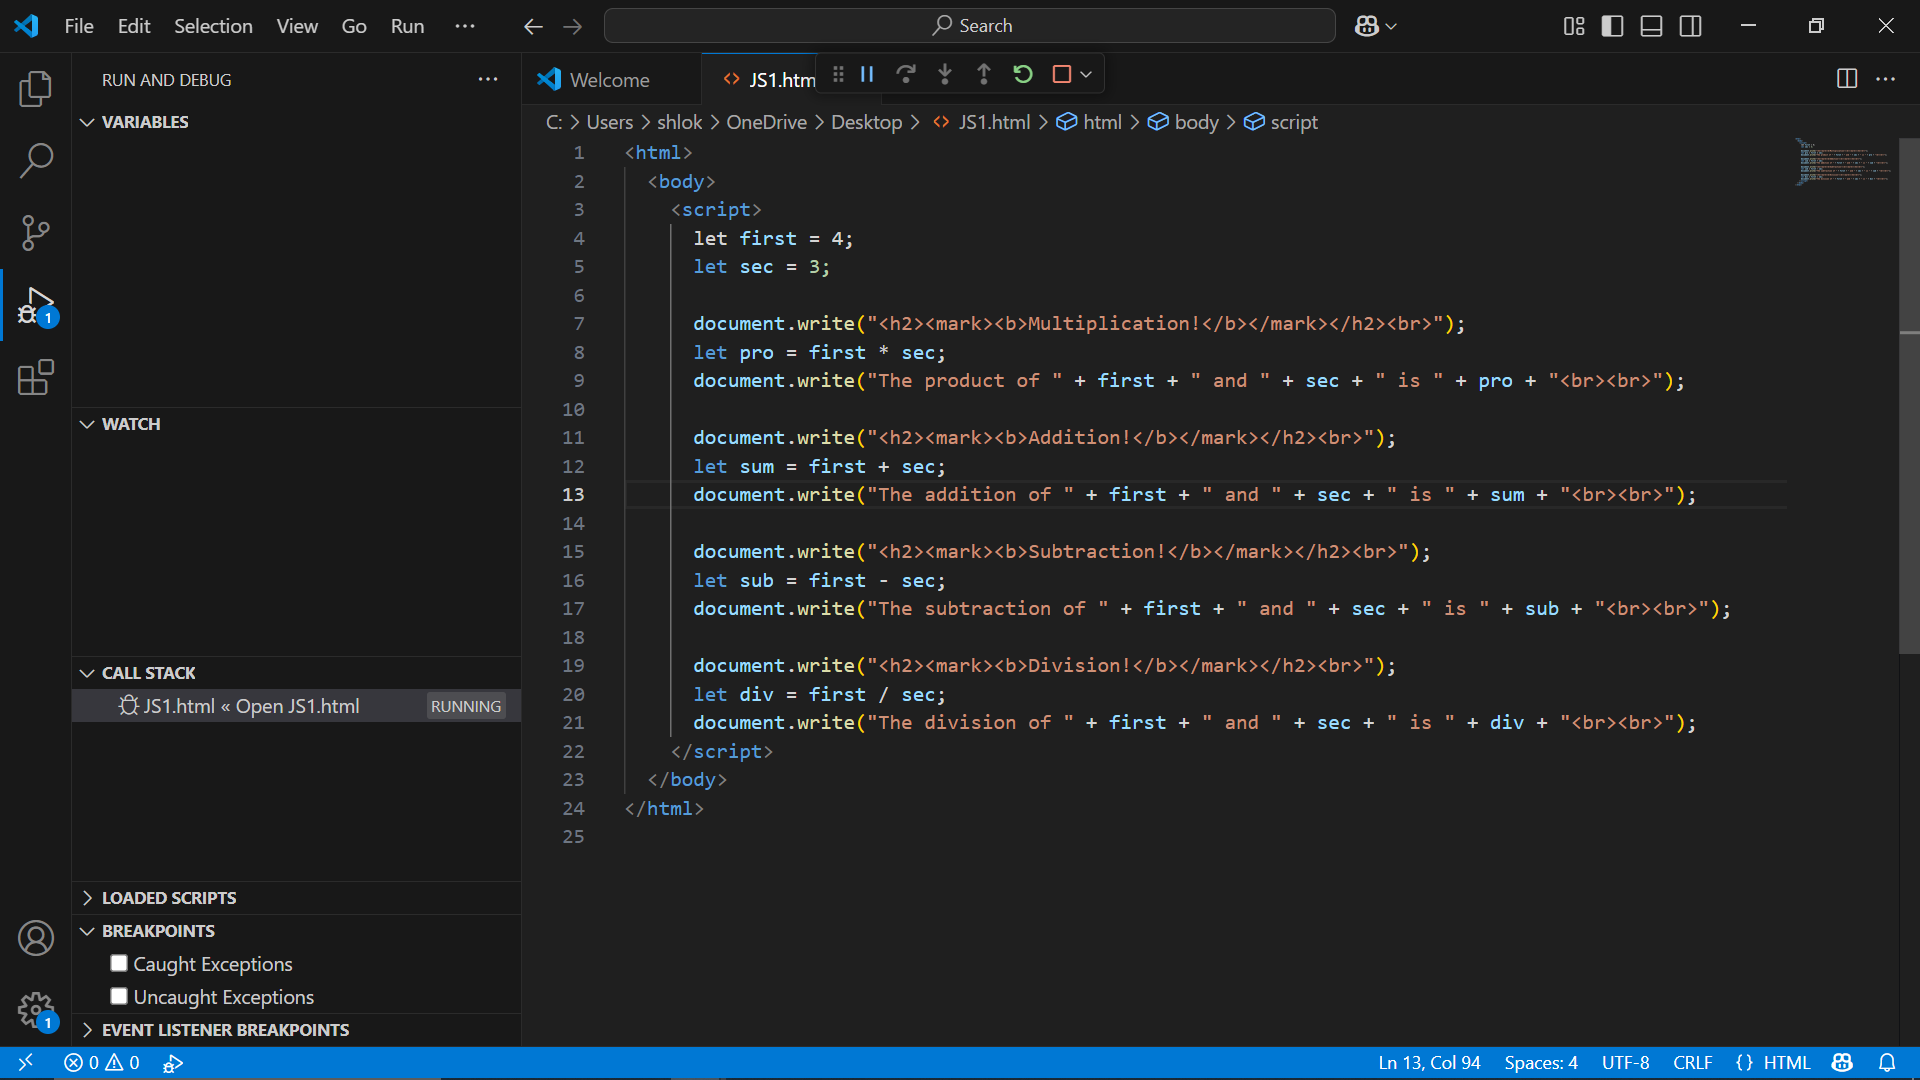 File Edit Selection View Go Run ··· Search
RUN AND DEBUG ···
VARIABLES
WATCH
CALL STACK
JS1.html « Open JS1.html RUNNING
LOADED SCRIPTS
BREAKPOINTS
Caught Exceptions
Uncaught Exceptions
EVENT LISTENER BREAKPOINTS
1
1
Welcome JS1.htm
C: > Users > shlok > OneDrive > Desktop > JS1.html > html > body > script
1 <html>
2 <body>
3 <script>
4 let first = 4;
5 let sec = 3;
6
7 document.write("<h2><mark><b>Multiplication!</b></mark></h2><br>");
8 let pro = first * sec;
9 document.write("The product of " + first + " and " + sec + " is " + pro + "<br><br>");
10
11 document.write("<h2><mark><b>Addition!</b></mark></h2><br>");
12 let sum = first + sec;
13 document.write("The addition of " + first + " and " + sec + " is " + sum + "<br><br>");
14
15 document.write("<h2><mark><b>Subtraction!</b></mark></h2><br>");
16 let sub = first - sec;
17 document.write("The subtraction of " + first + " and " + sec + " is " + sub + "<br><br>");
18
19 document.write("<h2><mark><b>Division!</b></mark></h2><br>");
20 let div = first / sec;
21 document.write("The division of " + first + " and " + sec + " is " + div + "<br><br>");
22 </script>
23 </body>
24 </html>
25
0 0 Ln 13, Col 94 Spaces: 4 UTF-8 CRLF {} HTML